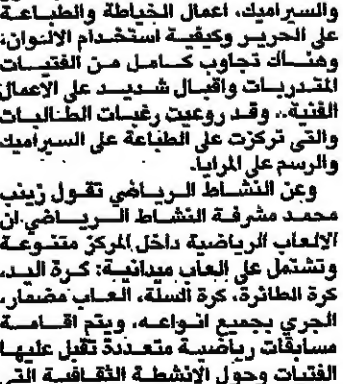 والسيراميك، اعمال الخياطة والطباعة
على الحرير وكيفية استخدام الالوان،
وهناك تجاوب كامل من الفتيات
المتدربات واقبال شديد على الاعمال
الفنية.. وقد روعيت رغبات الطالبات
والتى تركزت على الطباعة على السيراميك
والرسم على المرايا.
وعن النشاط الرياضي تقول زينب
محمد مشرفة النشاط الرياضي ان
الالعاب الرياضية داخل المركز متنوعة
وتشتمل على العاب ميدانية: كرة اليد،
كرة الطائرة، كرة السلة، العاب مضمار،
الجري بجميع انواعه، ويتم اقامة
مسابقات رياضية متعددة تقبل عليها
الفتيات وحول الانشطة الثقافية التي